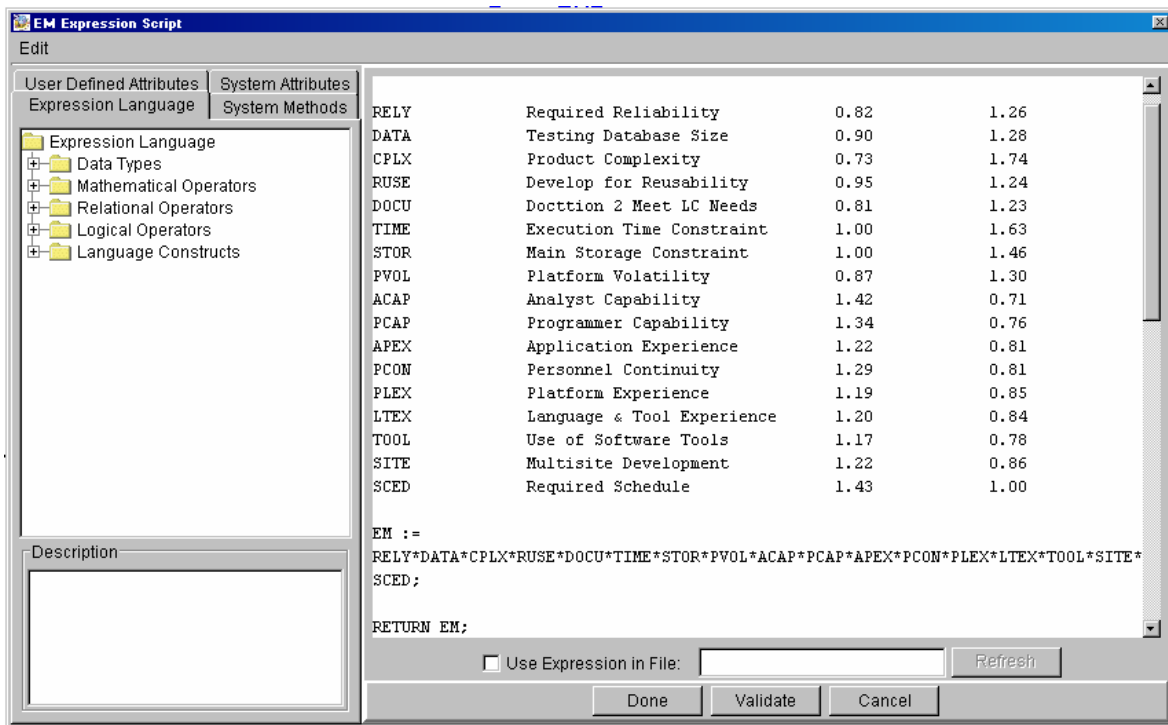 EM Expression Script
Edit
User Defined Attributes System Attributes
Expression Language System Methods
Expression Language
Data Types
Mathematical Operators
Relational Operators
Logical Operators
Language Constructs
Description
RELY Required Reliability 0.82 1.26
DATA Testing Database Size 0.90 1.28
CPLX Product Complexity 0.73 1.74
RUSE Develop for Reusability 0.95 1.24
DOCU Docttion 2 Meet LC Needs 0.81 1.23
TIME Execution Time Constraint 1.00 1.63
STOR Main Storage Constraint 1.00 1.46
PVOL Platform Volatility 0.87 1.30
ACAP Analyst Capability 1.42 0.71
PCAP Programmer Capability 1.34 0.76
APEX Application Experience 1.22 0.81
PCON Personnel Continuity 1.29 0.81
PLEX Platform Experience 1.19 0.85
LTEX Language & Tool Experience 1.20 0.84
TOOL Use of Software Tools 1.17 0.78
SITE Multisite Development 1.22 0.86
SCED Required Schedule 1.43 1.00
EM :=
RELY*DATA*CPLX*RUSE*DOCU*TIME*STOR*PVOL*ACAP*PCAP*APEX*PCON*PLEX*LTEX*TOOL*SITE*
SCED;
RETURN EM;
Use Expression in File: Refresh
Done Validate Cancel